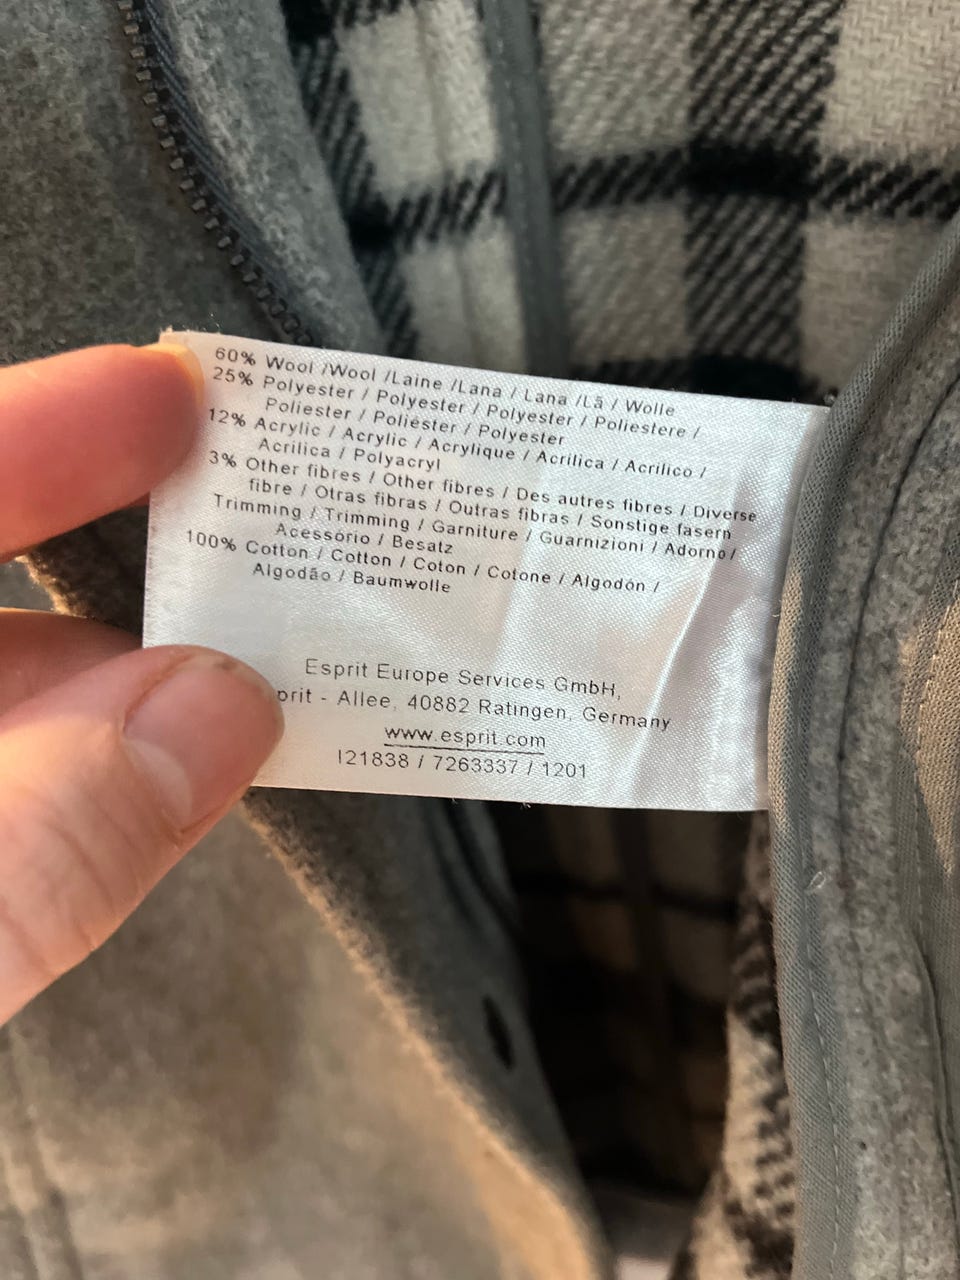 60% Wool /Wool /Laine /Lana / Lana /Lã / Wolle
25% Polyester / Polyester / Polyester / Poliestere /
Poliester / Poliéster / Polyester
12% Acrylic / Acrylic / Acrylique / Acrilica / Acrilico /
Acrilica / Polyacryl
3% Other fibres / Other fibres / Des autres fibres / Diverse
fibre / Otras fibras / Outras fibras / Sonstige fasern
Trimming / Trimming / Garniture / Guarnizioni / Adorno /
Acessório / Besatz
100% Cotton / Cotton / Coton / Cotone / Algodón /
Algodão / Baumwolle
Esprit Europe Services GmbH,
prit - Allee, 40882 Ratingen, Germany
www.esprit.com
I21838 / 7263337 / 1201